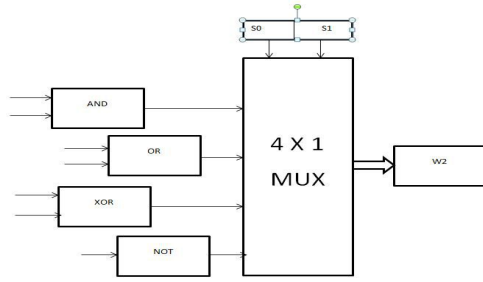 S0 S1
AND
OR
4 X 1
MUX
W2
XOR
NOT